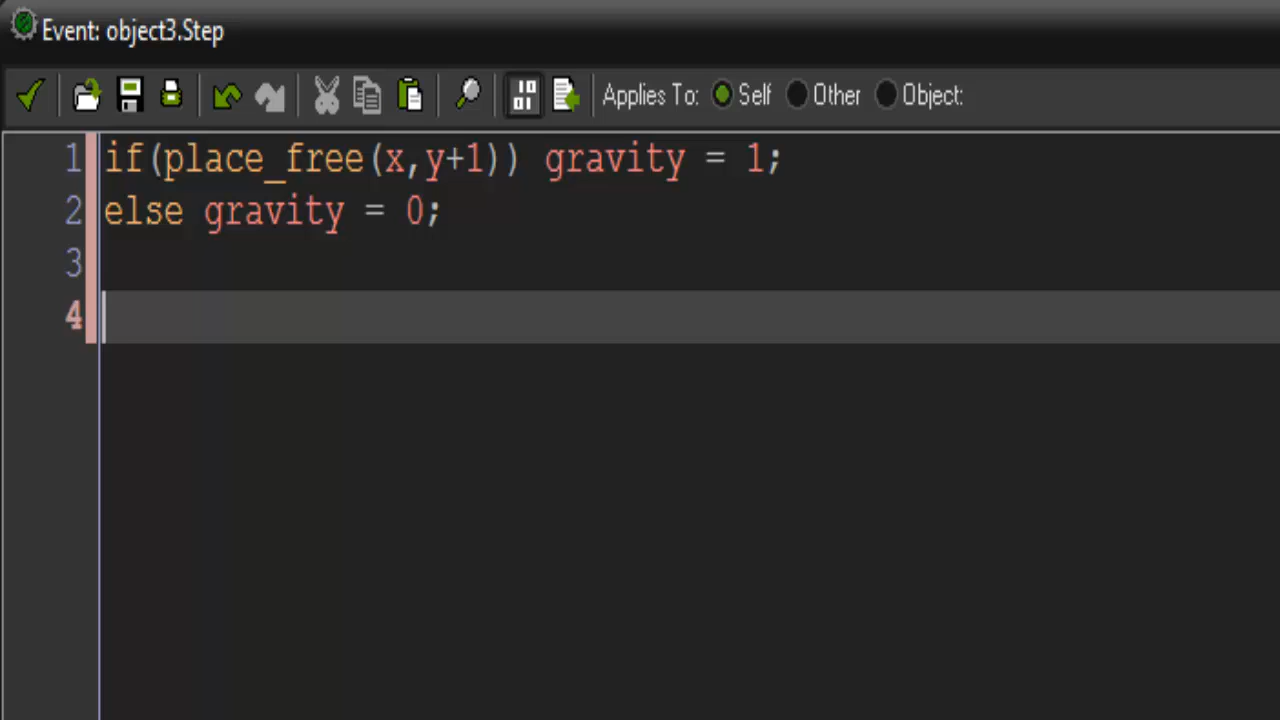 Event: object3.Step
Applies To: Self Other Object:
1 if(place_free(x,y+1)) gravity = 1;
2 else gravity = 0;
3
4